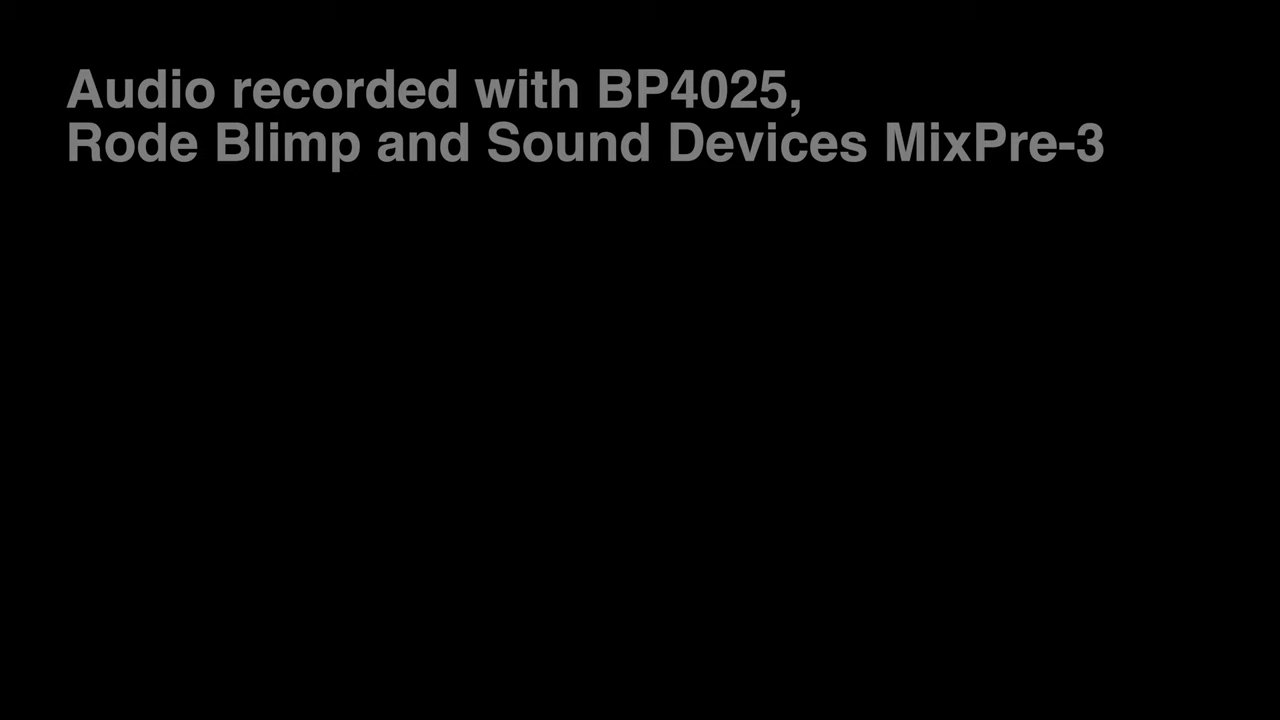 Audio recorded with BP4025,
Rode Blimp and Sound Devices MixPre-3